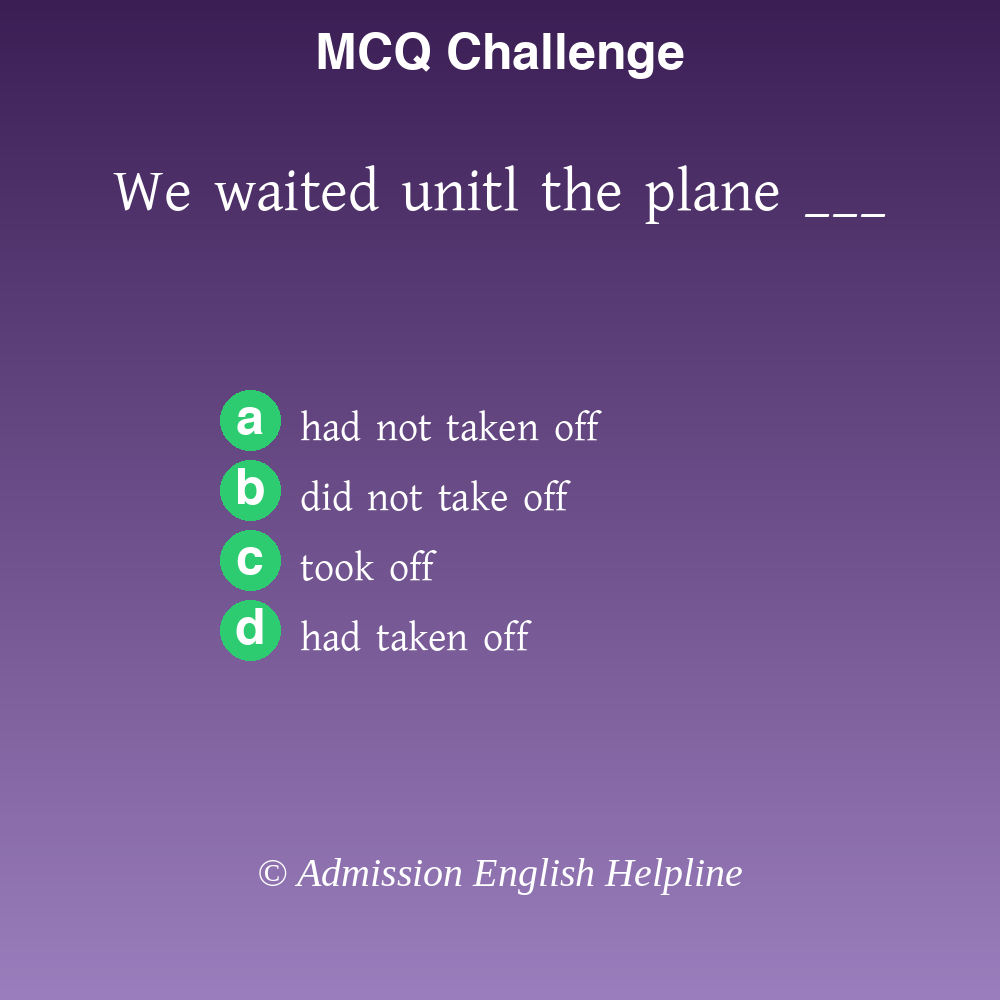 MCQ Challenge
We waited unitl the plane ___
a had not taken off
b did not take off
c took off
d had taken off
© Admission English Helpline